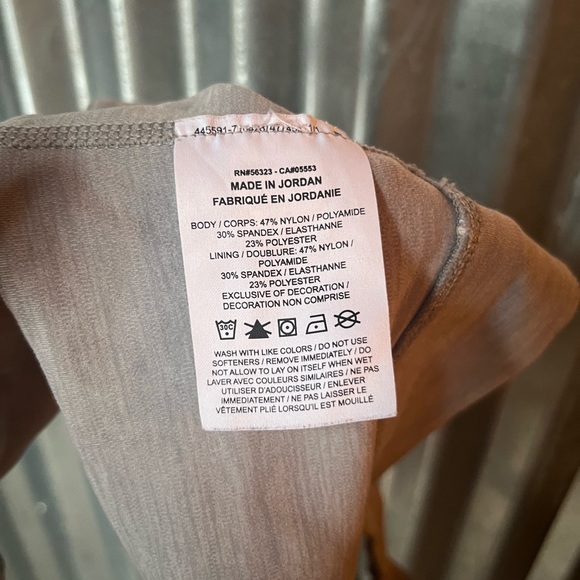 RN#56323 - CA#05553
MADE IN JORDAN
FABRIQUÉ EN JORDANIE
BODY / CORPS: 47% NYLON / POLYAMIDE
30% SPANDEX / ELASTHANNE
23% POLYESTER
LINING / DOUBLURE: 47% NYLON /
POLYAMIDE
30% SPANDEX / ELASTHANNE
23% POLYESTER
EXCLUSIVE OF DECORATION /
DECORATION NON COMPRISE
30C
WASH WITH LIKE COLORS / DO NOT USE
SOFTENERS / REMOVE IMMEDIATELY / DO
NOT ALLOW TO LAY ON ITSELF WHEN WET
LAVER AVEC COULEURS SIMILAIRES / NE PAS
UTILISER D'ADOUCISSEUR / ENLEVER
IMMEDIATEMENT / NE PAS LAISSER LE
VÊTEMENT PLIÉ LORSQU'IL EST MOUILLÉ